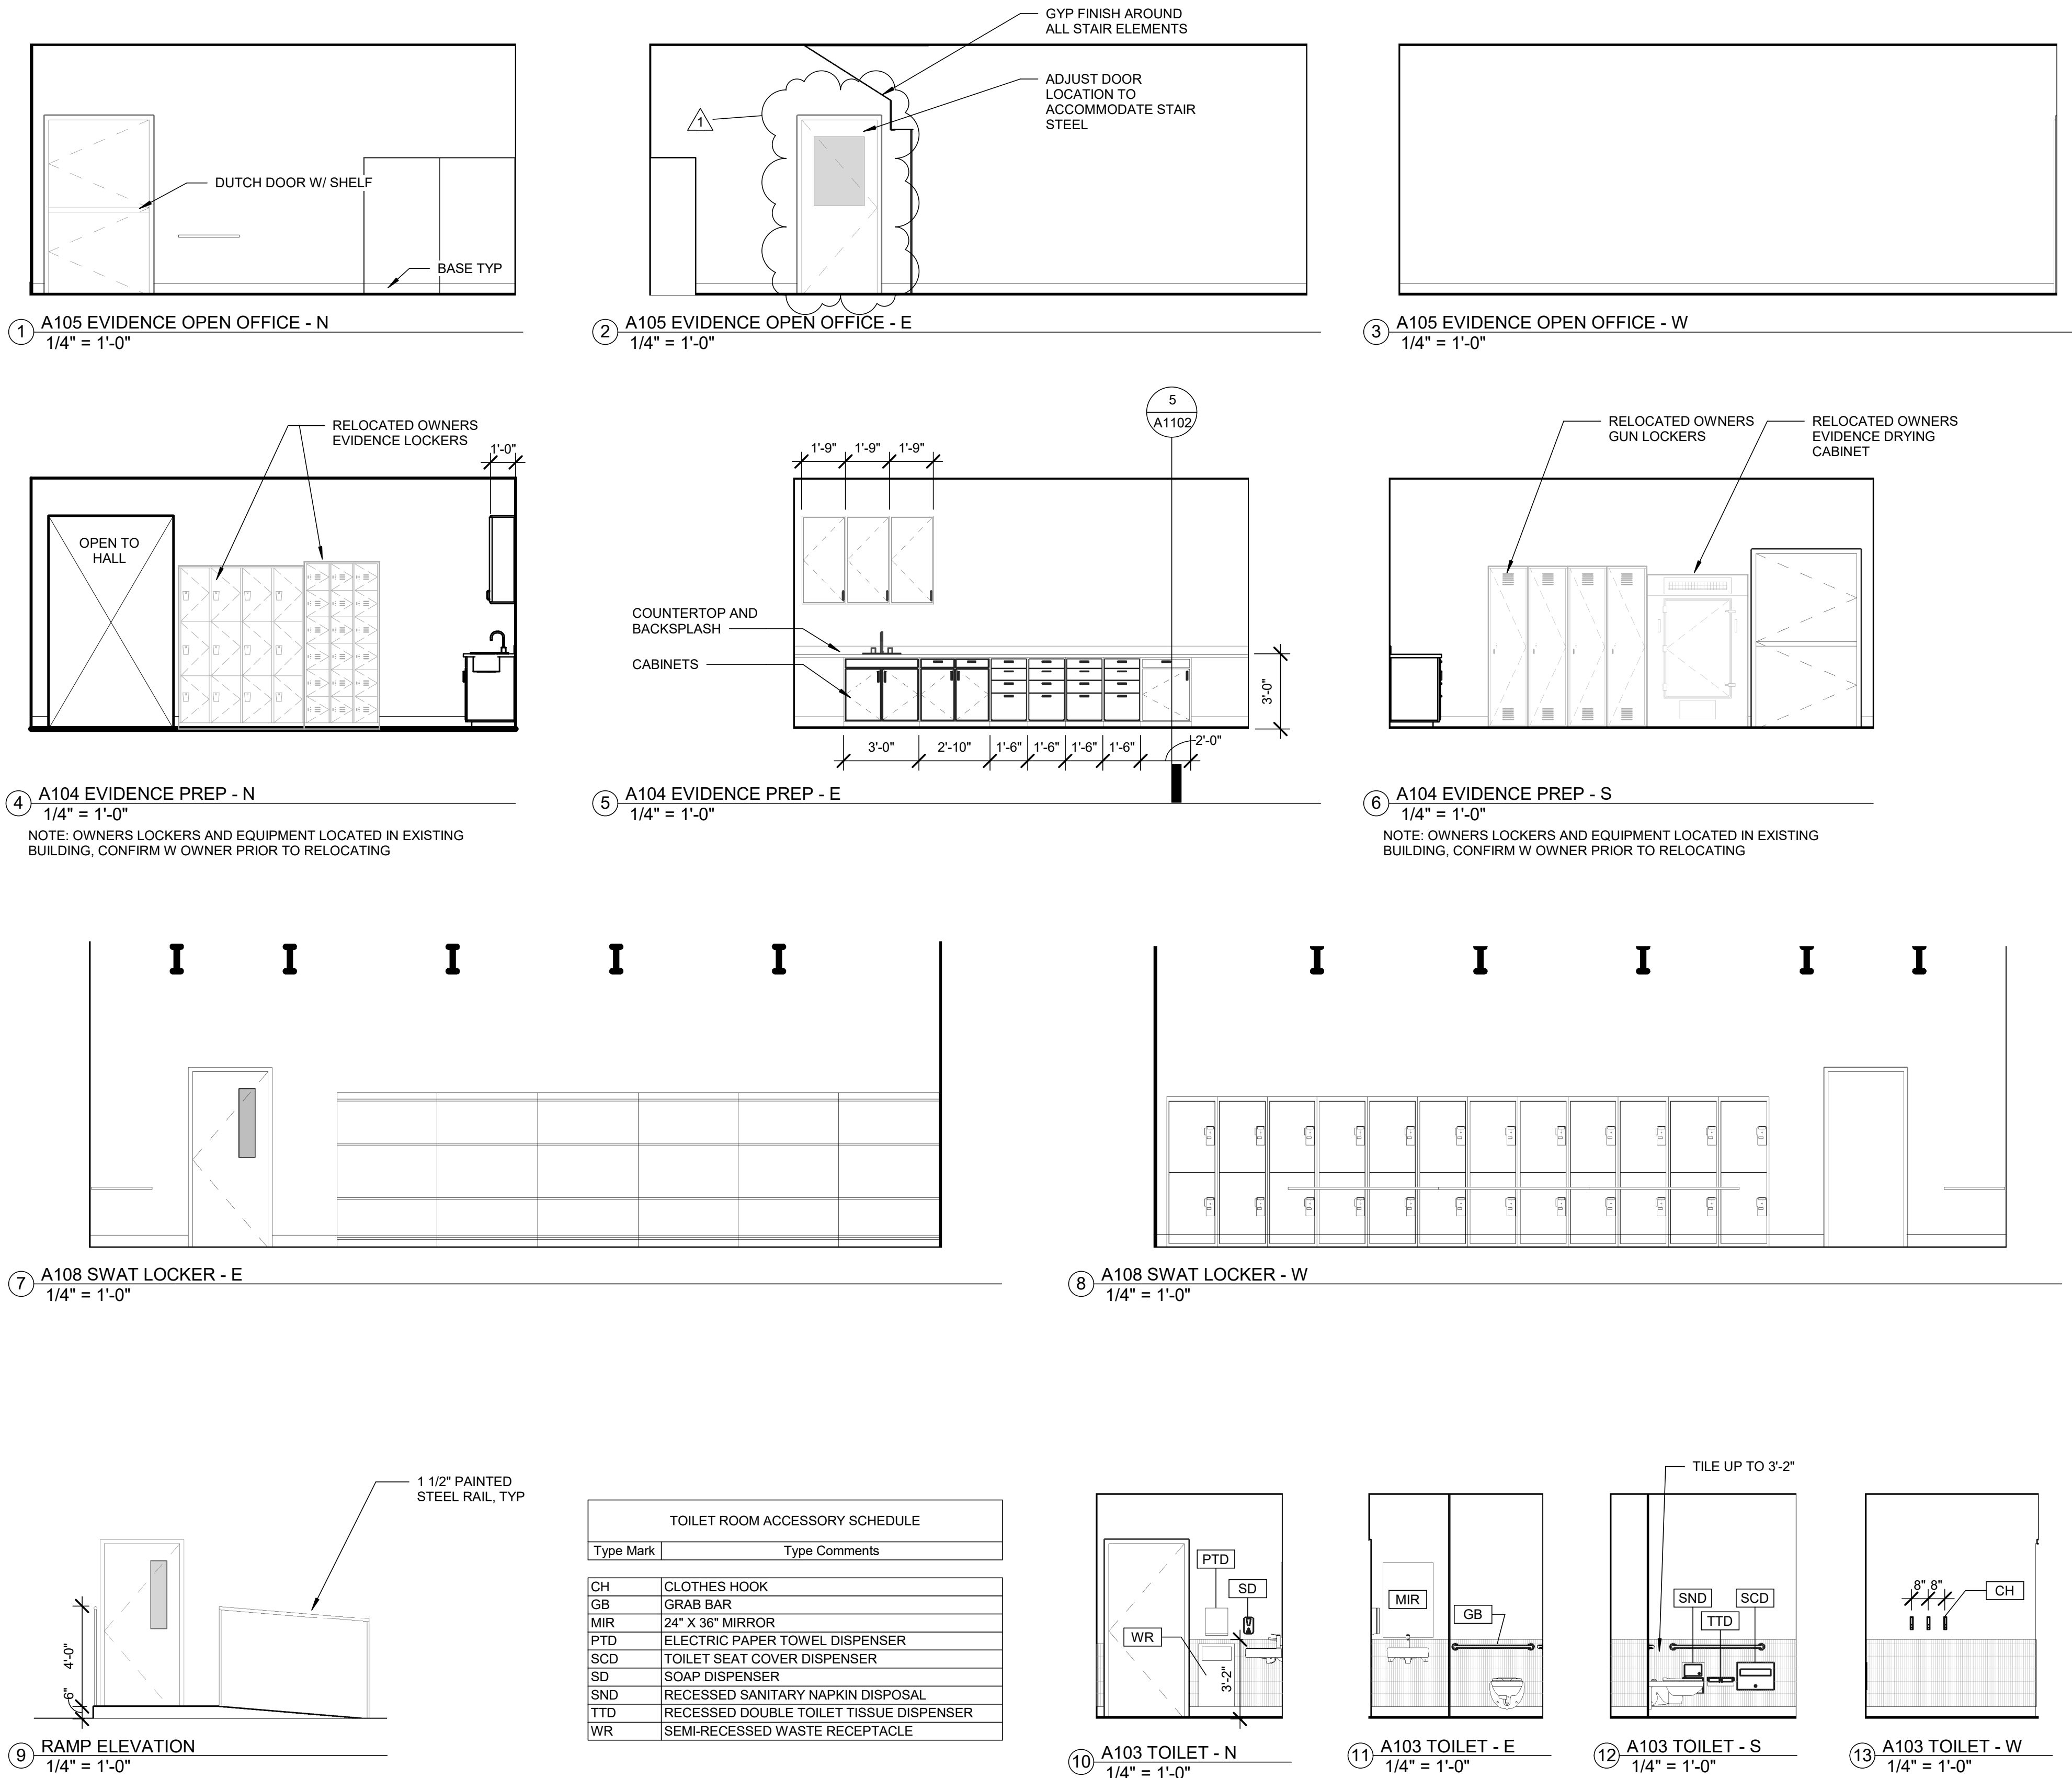 GYP FINISH AROUND
ALL STAIR ELEMENTS
ADJUST DOOR
LOCATION TO
ACCOMMODATE STAIR
STEEL
1
DUTCH DOOR W/ SHELF
BASE TYP
1 A105 EVIDENCE OPEN OFFICE - N
1/4" = 1'-0"
2 A105 EVIDENCE OPEN OFFICE - E
1/4" = 1'-0"
3 A105 EVIDENCE OPEN OFFICE - W
1/4" = 1'-0"
RELOCATED OWNERS
EVIDENCE LOCKERS
1'-0"
OPEN TO
HALL
4 A104 EVIDENCE PREP - N
1/4" = 1'-0"
NOTE: OWNERS LOCKERS AND EQUIPMENT LOCATED IN EXISTING
BUILDING, CONFIRM W OWNER PRIOR TO RELOCATING
5
A1102
1'-9" 1'-9" 1'-9"
COUNTERTOP AND
BACKSPLASH
CABINETS
3'-0"
3'-0" 2'-10" 1'-6" 1'-6" 1'-6" 1'-6" 2'-0"
5 A104 EVIDENCE PREP - E
1/4" = 1'-0"
RELOCATED OWNERS
GUN LOCKERS
RELOCATED OWNERS
EVIDENCE DRYING
CABINET
6 A104 EVIDENCE PREP - S
1/4" = 1'-0"
NOTE: OWNERS LOCKERS AND EQUIPMENT LOCATED IN EXISTING
BUILDING, CONFIRM W OWNER PRIOR TO RELOCATING
7 A108 SWAT LOCKER - E
1/4" = 1'-0"
8 A108 SWAT LOCKER - W
1/4" = 1'-0"
1 1/2" PAINTED
STEEL RAIL, TYP
4'-0"
6"
9 RAMP ELEVATION
1/4" = 1'-0"
TOILET ROOM ACCESSORY SCHEDULE
Type Mark Type Comments
CH CLOTHES HOOK
GB GRAB BAR
MIR 24" X 36" MIRROR
PTD ELECTRIC PAPER TOWEL DISPENSER
SCD TOILET SEAT COVER DISPENSER
SD SOAP DISPENSER
SND RECESSED SANITARY NAPKIN DISPOSAL
TTD RECESSED DOUBLE TOILET TISSUE DISPENSER
WR SEMI-RECESSED WASTE RECEPTACLE
PTD
SD
WR
3'-2"
10 A103 TOILET - N
1/4" = 1'-0"
MIR
GB
11 A103 TOILET - E
1/4" = 1'-0"
TILE UP TO 3'-2"
SND
SCD
TTD
12 A103 TOILET - S
1/4" = 1'-0"
8" 8"
CH
13 A103 TOILET - W
1/4" = 1'-0"